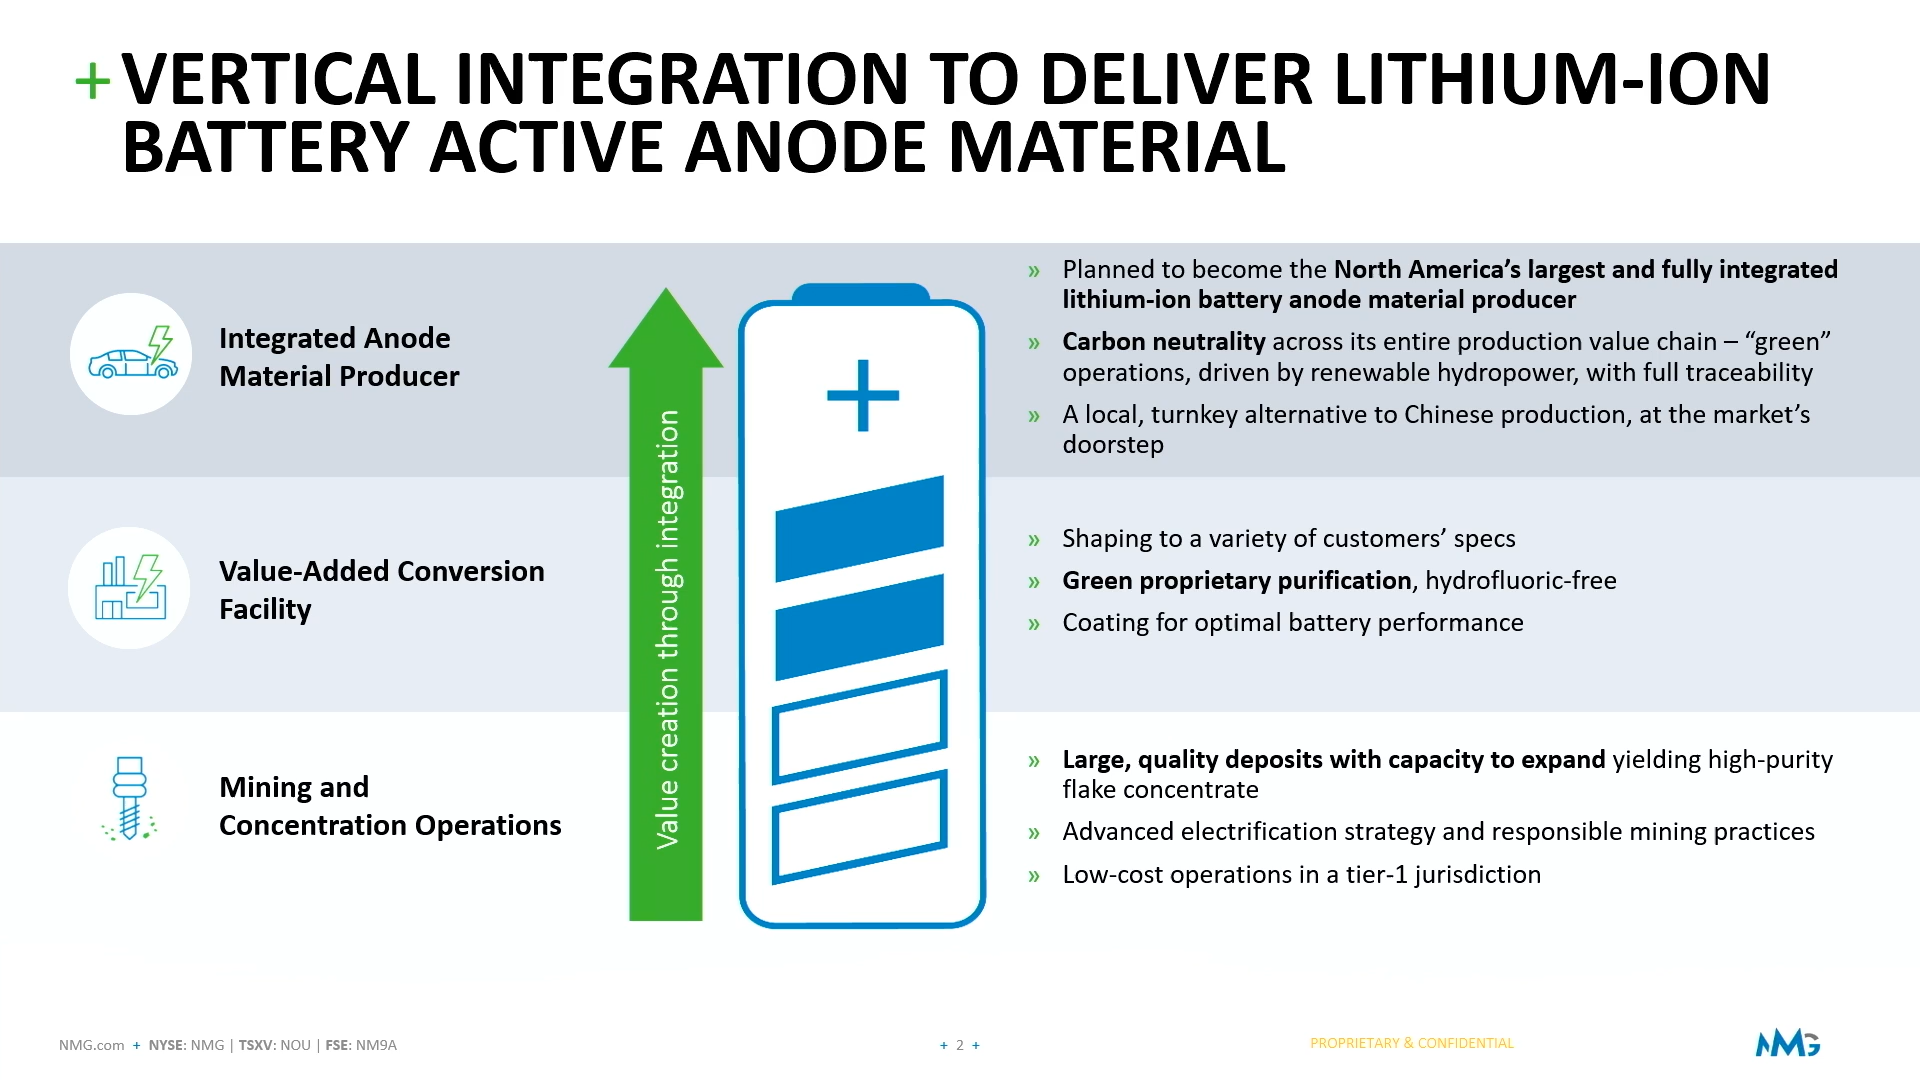 + VERTICAL INTEGRATION TO DELIVER LITHIUM-ION
BATTERY ACTIVE ANODE MATERIAL
Integrated Anode
Material Producer
» Planned to become the North America’s largest and fully integrated
lithium-ion battery anode material producer
» Carbon neutrality across its entire production value chain – “green”
operations, driven by renewable hydropower, with full traceability
» A local, turnkey alternative to Chinese production, at the market’s
doorstep
Value creation through integration
+
Value-Added Conversion
Facility
» Shaping to a variety of customers’ specs
» Green proprietary purification, hydrofluoric-free
» Coating for optimal battery performance
Mining and
Concentration Operations
» Large, quality deposits with capacity to expand yielding high-purity
flake concentrate
» Advanced electrification strategy and responsible mining practices
» Low-cost operations in a tier-1 jurisdiction
NMG.com + NYSE: NMG | TSXV: NOU | FSE: NM9A
+ 2 +
PROPRIETARY & CONFIDENTIAL
NMG